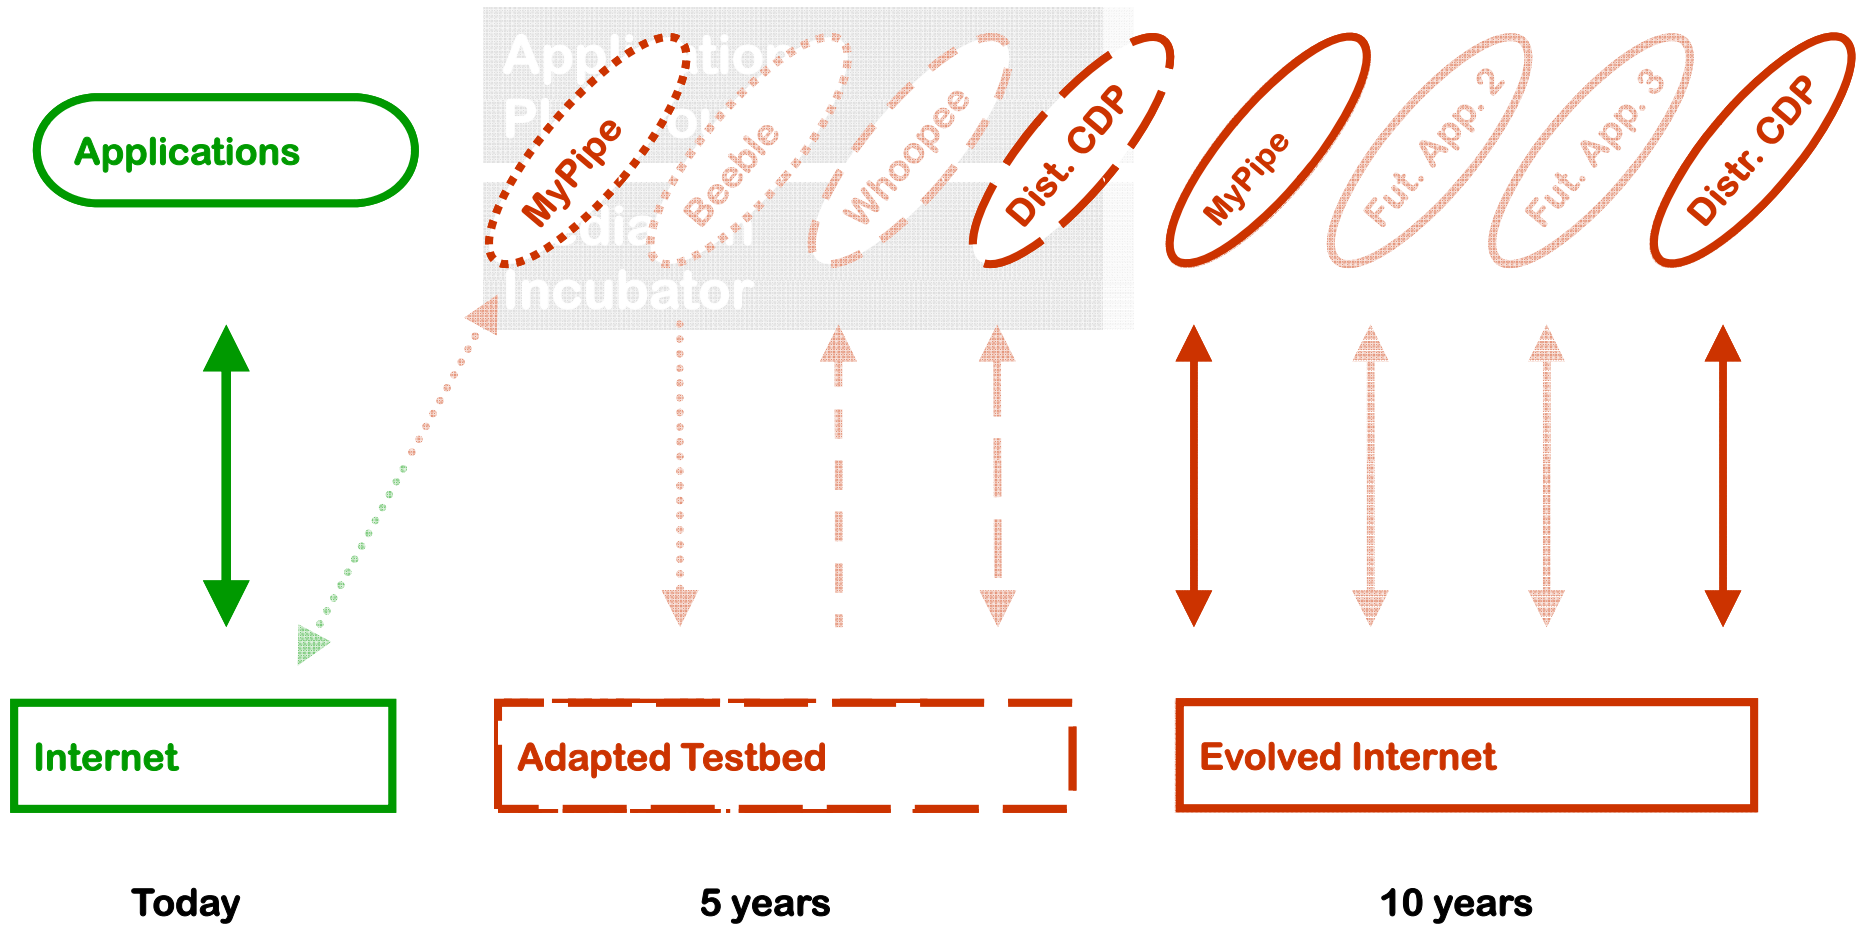 Application
Applications
MyPipe
Beeble
Whoopee
Dist. CDP
MyPipe
Fut. App. 2
Fut. App. 3
Distr. CDP
Incubator
Internet
Adapted Testbed
Evolved Internet
Today
5 years
10 years